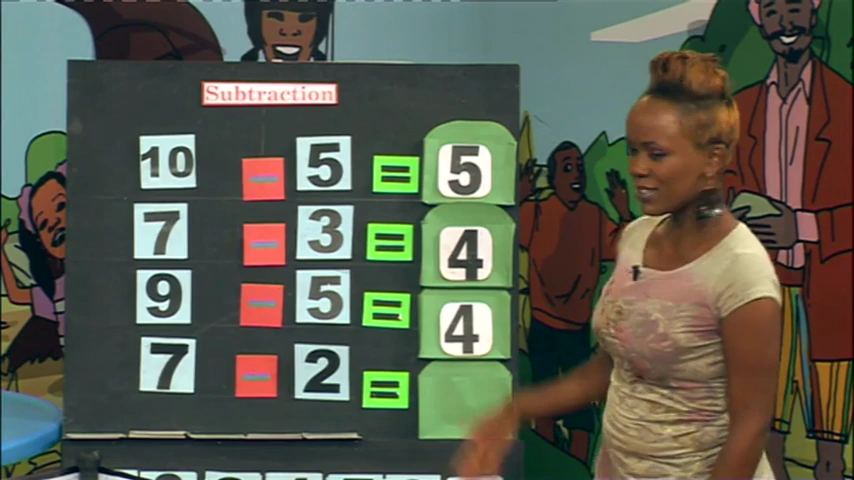 Subtraction
10 - 5 = 5
7 - 3 = 4
9 - 5 = 4
7 - 2 =